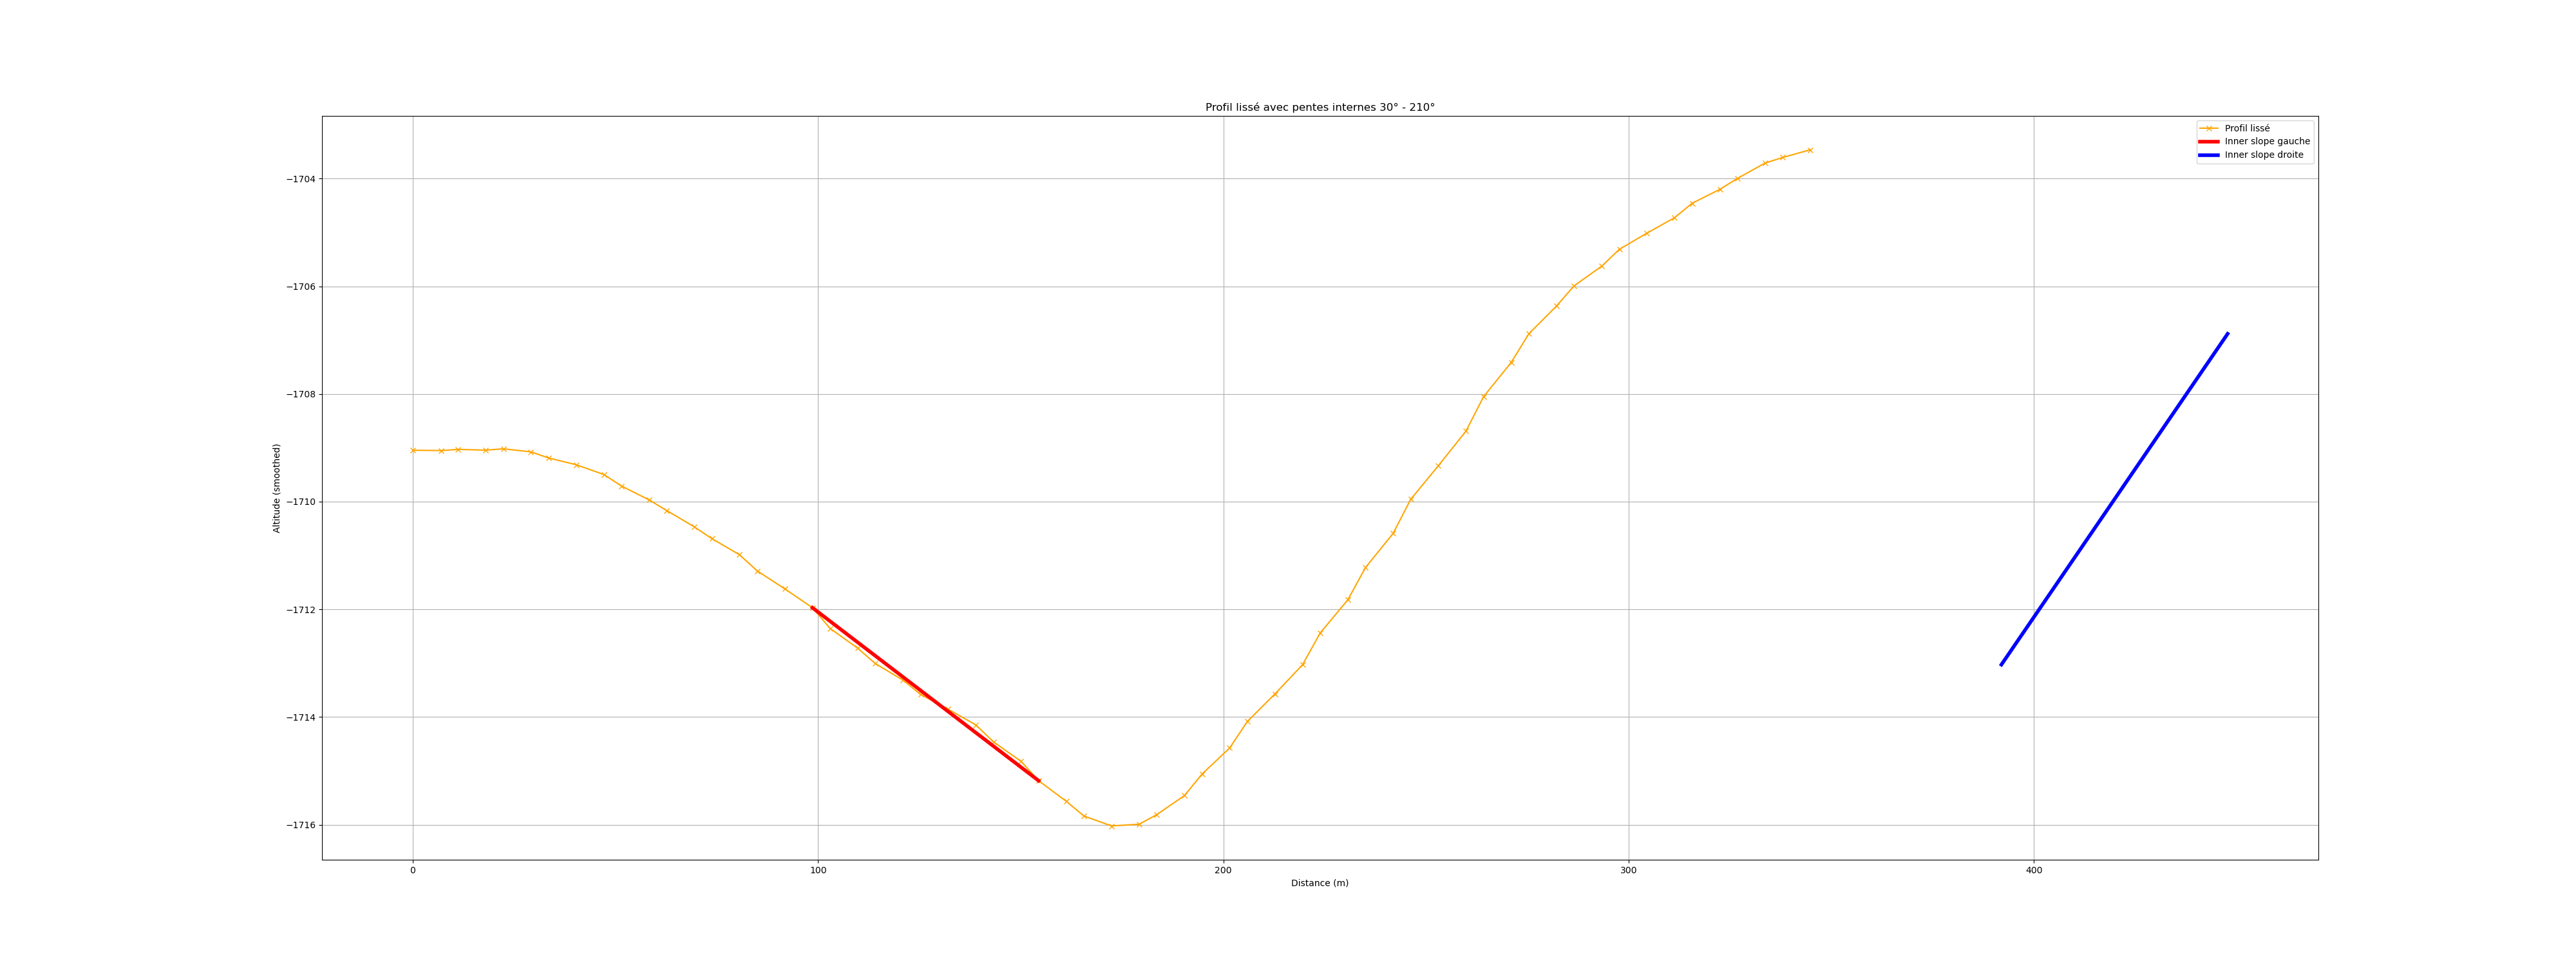 Profil lissé avec pentes internes 30° - 210°
Profil lissé
Inner slope gauche
Inner slope droite
Altitude (smoothed)
−1704
−1706
−1708
−1710
−1712
−1714
−1716
0 100 200 300 400
Distance (m)